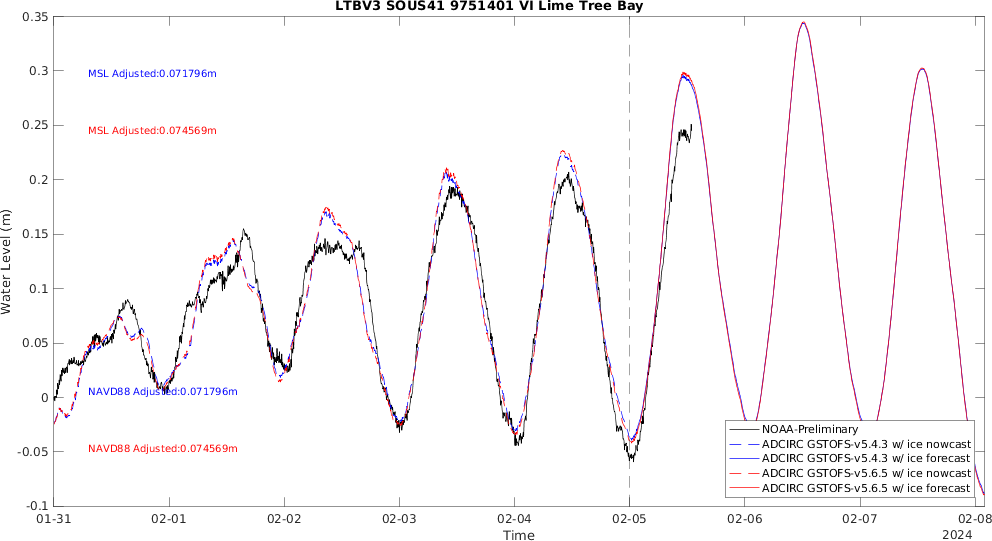 LTBV3 SOUS41 9751401 VI Lime Tree Bay
0.35
0.3
0.25
0.2
0.15
0.1
0.05
0
-0.05
-0.1
Water Level (m)
MSL Adjusted:0.071796m
MSL Adjusted:0.074569m
NAVD88 Adjusted:0.071796m
NAVD88 Adjusted:0.074569m
NOAA-Preliminary
ADCIRC GSTOFS-v5.4.3 w/ ice nowcast
ADCIRC GSTOFS-v5.4.3 w/ ice forecast
ADCIRC GSTOFS-v5.6.5 w/ ice nowcast
ADCIRC GSTOFS-v5.6.5 w/ ice forecast
01-31 02-01 02-02 02-03 02-04 02-05 02-06 02-07 02-08
Time
2024